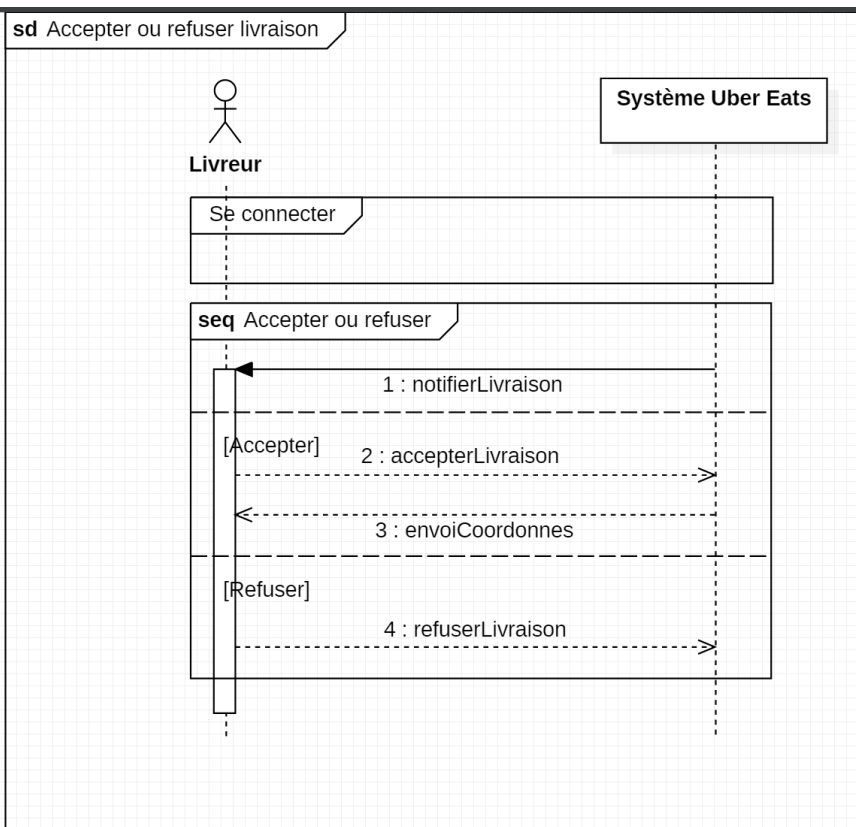 sd Accepter ou refuser livraison
Système Uber Eats
Livreur
Se connecter
seq Accepter ou refuser
1 : notifierLivraison
[Accepter]
2 : accepterLivraison
3 : envoiCoordonnes
[Refuser]
4 : refuserLivraison